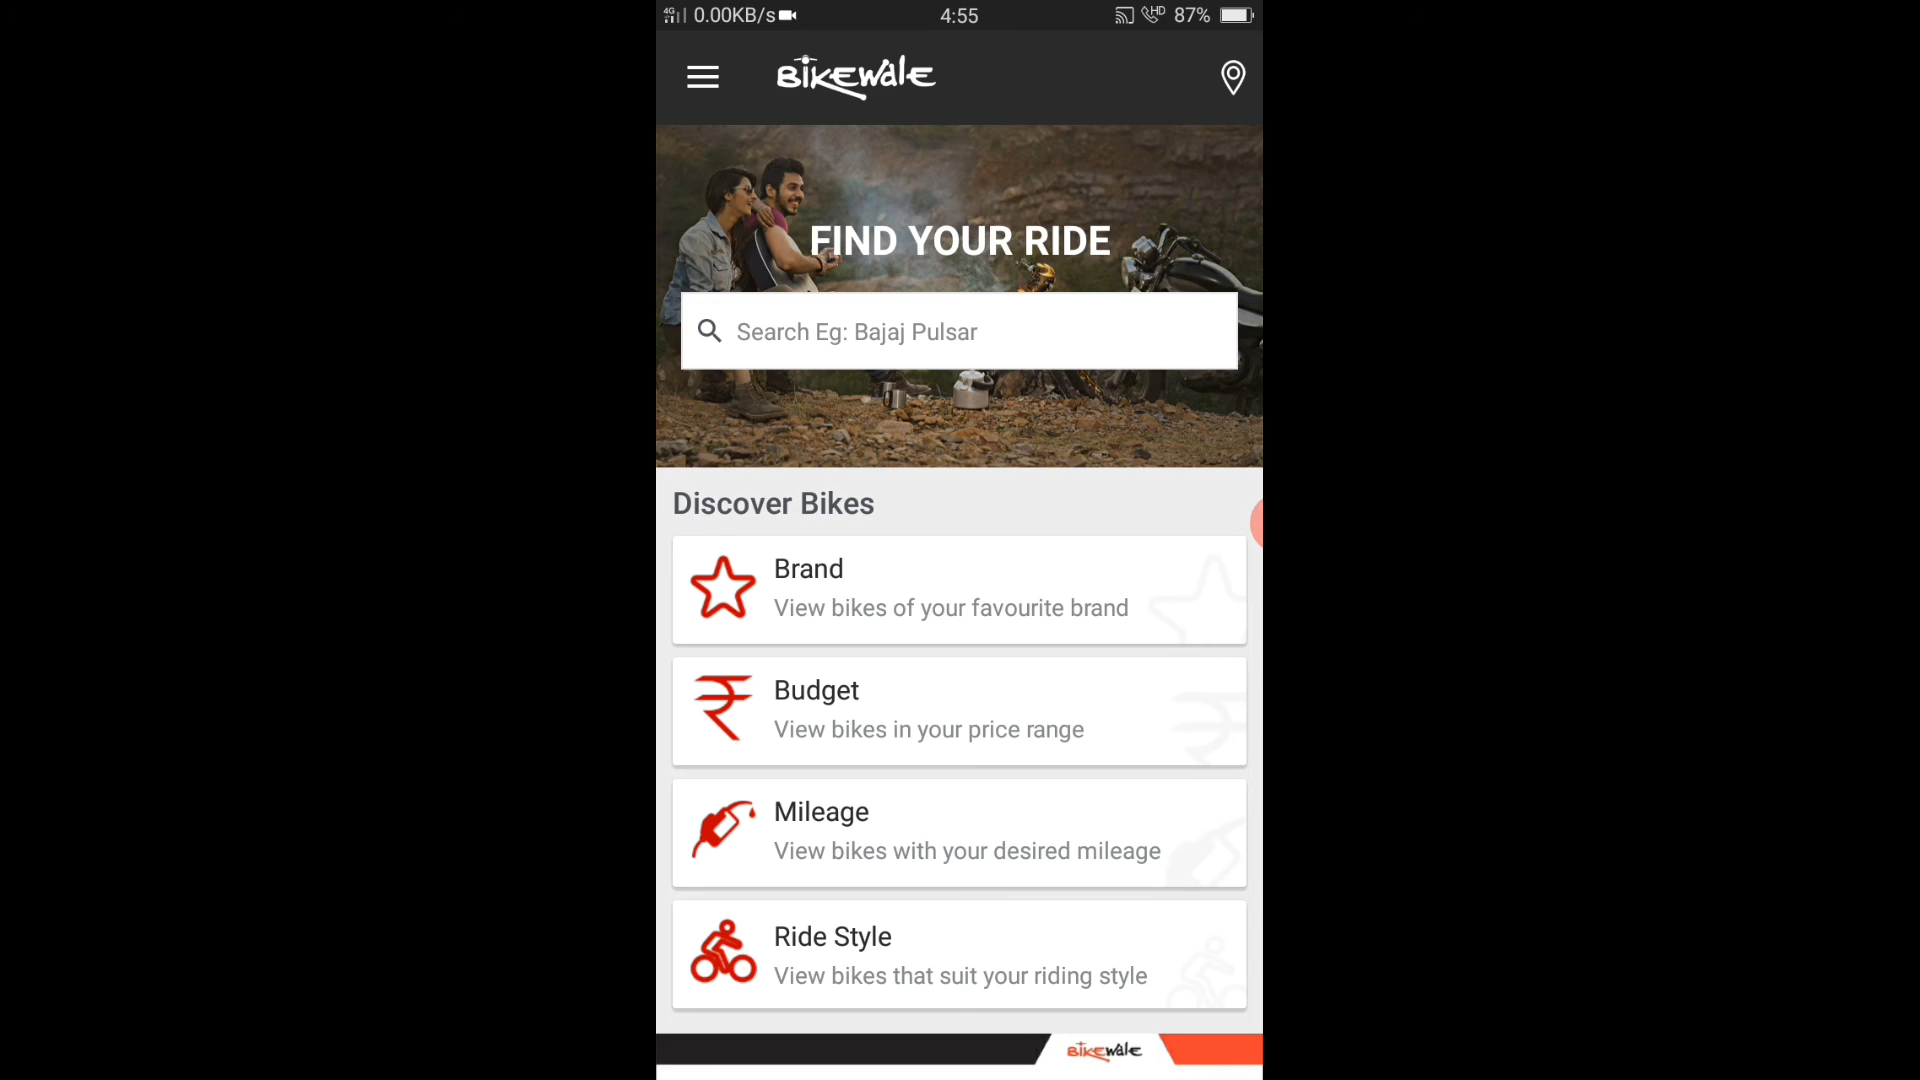 4G 0.00KB/s 4:55 HD 87%
BikeWale
FIND YOUR RIDE
Search Eg: Bajaj Pulsar
Discover Bikes
Brand
View bikes of your favourite brand
Budget
View bikes in your price range
Mileage
View bikes with your desired mileage
Ride Style
View bikes that suit your riding style
BikeWale